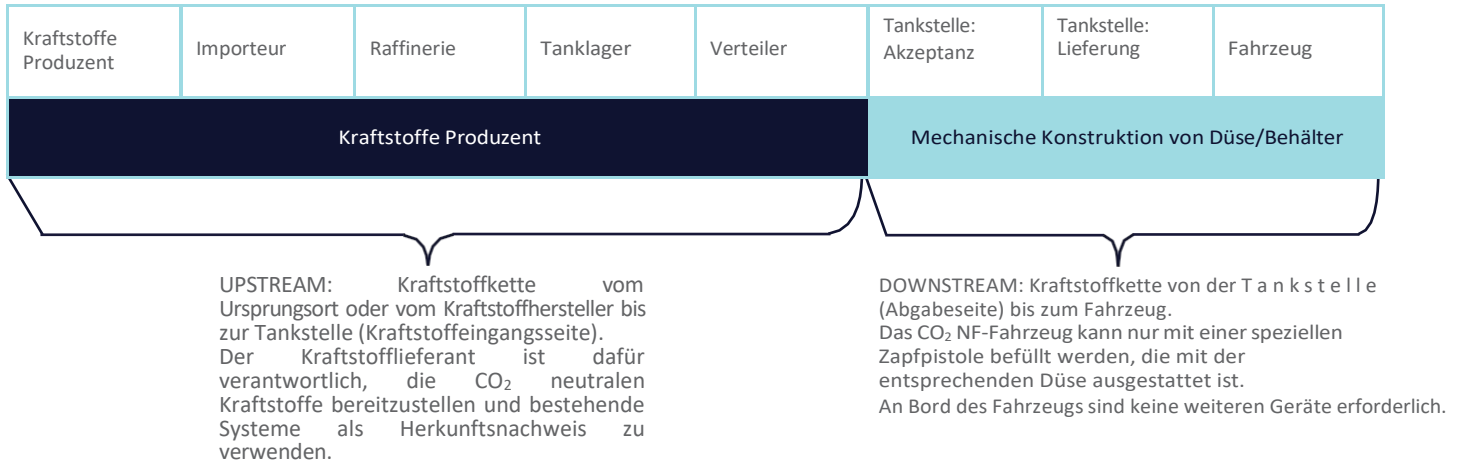 Kraftstoffe
Produzent
Importeur
Raffinerie
Tanklager
Verteiler
Tankstelle:
Akzeptanz
Tankstelle:
Lieferung
Fahrzeug
Kraftstoffe Produzent
Mechanische Konstruktion von Düse/Behälter
UPSTREAM: Kraftstoffkette vom
Ursprungsort oder vom Kraftstoffhersteller bis
zur Tankstelle (Kraftstoffeingangsseite).
Der Kraftstofflieferant ist dafür
verantwortlich, die CO₂ neutralen
Kraftstoffe bereitzustellen und bestehende
Systeme als Herkunftsnachweis zu
verwenden.
DOWNSTREAM: Kraftstoffkette von der T a n k s t e l l e
(Abgabeseite) bis zum Fahrzeug.
Das CO₂ NF-Fahrzeug kann nur mit einer speziellen
Zapfpistole befüllt werden, die mit der
entsprechenden Düse ausgestattet ist.
An Bord des Fahrzeugs sind keine weiteren Geräte erforderlich.